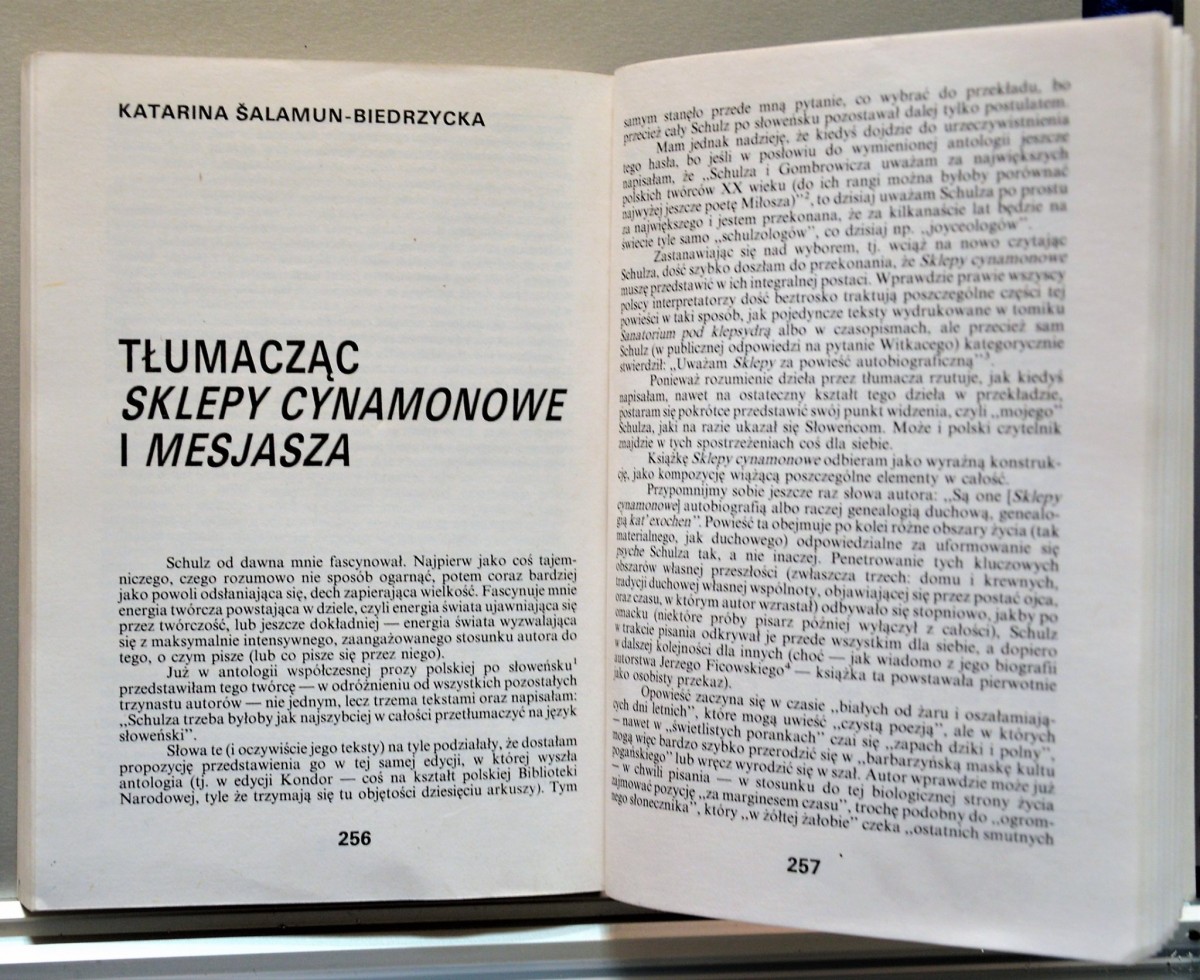 KATARINA ŠALAMUN-BIEDRZYCKA
TŁUMACZĄC
SKLEPY CYNAMONOWE
I MESJASZA
Schulz od dawna mnie fascynował. Najpierw jako coś tajem-
niczego, czego rozumowo nie sposób ogarnąć, potem coraz bardziej
jako powoli odsłaniająca się, dech zapierająca wielkość. Fascynuje mnie
energia twórcza powstająca w dziele, czyli energia świata ujawniająca się
przez twórczość, lub jeszcze dokładniej — energia świata wyzwalająca
się z maksymalnie intensywnego, zaangażowanego stosunku autora do
tego, o czym pisze (lub co pisze się przez niego).
Już w antologii współczesnej prozy polskiej po słoweńsku¹
przedstawiłam tego twórcę — w odróżnieniu od wszystkich pozostałych
trzynastu autorów — nie jednym, lecz trzema tekstami oraz napisałam:
„Schulza trzeba byłoby jak najszybciej w całości przetłumaczyć na język
słoweński”.
Słowa te (i oczywiście jego teksty) na tyle podziałały, że dostałam
propozycję przedstawienia go w tej samej edycji, w której wyszła
antologia (tj. w edycji Kondor — coś na kształt polskiej Biblioteki
Narodowej, tyle że trzymają się tu objętości dziesięciu arkuszy). Tym
256
samym stanęło przede mną pytanie, co wybrać do przekładu, bo
przecież cały Schulz po słoweńsku pozostawał dalej tylko postulatem.
Mam jednak nadzieję, że kiedyś dojdzie do urzeczywistnienia
tego hasła, bo jeśli w posłowiu do wymienionej antologii jeszcze
napisałam, że „Schulza i Gombrowicza uważam za największych
polskich twórców XX wieku (do ich rangi można byłoby porównać
najwyżej jeszcze poetę Miłosza)”², to dzisiaj uważam Schulza po prostu
za największego i jestem przekonana, że za kilkanaście lat będzie na
świecie tyle samo „schulzologów”, co dzisiaj np. „joyceologów”.
Zastanawiając się nad wyborem, tj. wciąż na nowo czytając
Schulza, dość szybko doszłam do przekonania, że Sklepy cynamonowe
muszę przedstawić w ich integralnej postaci. Wprawdzie prawie wszyscy
polscy interpretatorzy dość beztrosko traktują poszczególne części tej
powieści w taki sposób, jak pojedyncze teksty wydrukowane w tomiku
Sanatorium pod klepsydrą albo w czasopismach, ale przecież sam
Schulz (w publicznej odpowiedzi na pytanie Witkacego) kategorycznie
stwierdził: „Uważam Sklepy za powieść autobiograficzną”³.
Ponieważ rozumienie dzieła przez tłumacza rzutuje, jak kiedyś
napisałam, nawet na ostateczny kształt tego dzieła w przekładzie,
postaram się pokrótce przedstawić swój punkt widzenia, czyli „mojego”
Schulza, jaki na razie ukazał się Słoweńcom. Może i polski czytelnik
znajdzie w tych spostrzeżeniach coś dla siebie.
Książkę Sklepy cynamonowe odbieram jako wyraźną konstruk-
cję, jako kompozycję wiążącą poszczególne elementy w całość.
Przypomnijmy sobie jeszcze raz słowa autora: „Są one [Sklepy
cynamonowe] autobiografią albo raczej genealogią duchową, genealo-
gią kat'exochen”. Powieść ta obejmuje po kolei różne obszary życia (tak
materialnego, jak duchowego) odpowiedzialne za uformowanie się
psyche Schulza tak, a nie inaczej. Penetrowanie tych kluczowych
obszarów własnej przeszłości (zwłaszcza trzech: domu i krewnych,
tradycji duchowej własnej wspólnoty, objawiającej się przez postać ojca,
oraz czasu, w którym autor wzrastał) odbywało się stopniowo, jakby po
omacku (niektóre próby pisarz później wyłączył z całości), Schulz
w trakcie pisania odkrywał je przede wszystkim dla siebie, a dopiero
w dalszej kolejności dla innych (choć — jak wiadomo z jego biografii
autorstwa Jerzego Ficowskiego⁴ — książka ta powstawała pierwotnie
jako osobisty przekaz).
Opowieść zaczyna się w czasie „białych od żaru i oszałamiają-
cych dni letnich”, które mogą uwieść „czystą poezją”, ale w których
— nawet w „świetlistych porankach” czai się „zapach dziki i polny”,
mogą więc bardzo szybko przerodzić się w „barbarzyńską maskę kultu
pogańskiego” lub wręcz wyrodzić się w szał. Autor wprawdzie może już
— w chwili pisania — w stosunku do tej biologicznej strony życia
zajmować pozycję „za marginesem czasu”, trochę podobny do „ogrom-
nego słonecznika”, który „w żółtej żałobie” czeka „ostatnich smutnych
257